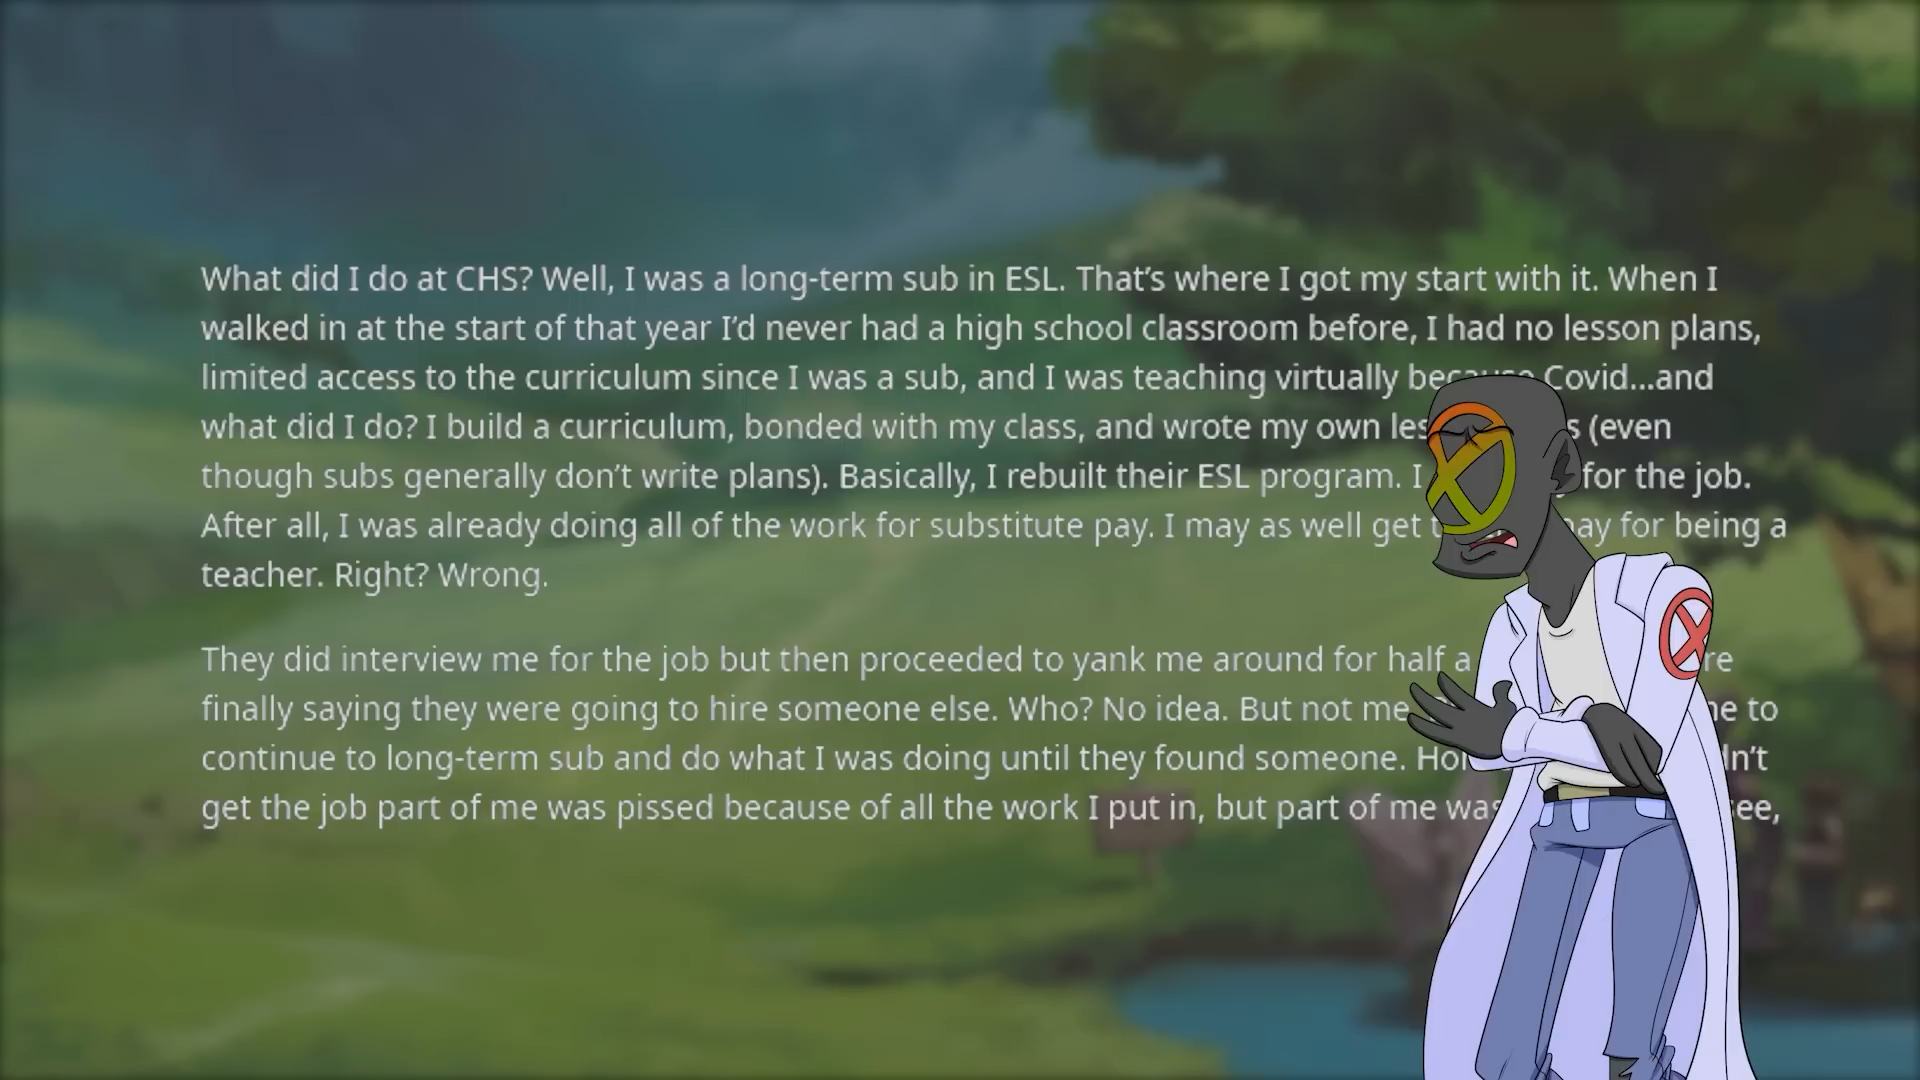 What did I do at CHS? Well, I was a long-term sub in ESL. That’s where I got my start with it. When I
walked in at the start of that year I’d never had a high school classroom before, I had no lesson plans,
limited access to the curriculum since I was a sub, and I was teaching virtually because Covid...and
what did I do? I build a curriculum, bonded with my class, and wrote my own (even
though subs generally don’t write plans). Basically, I rebuilt their ESL program. I for the job.
After all, I was already doing all of the work for substitute pay. I may as well get for being a
teacher. Right? Wrong.
They did interview me for the job but then proceeded to yank me around for half a
finally saying they were going to hire someone else. Who? No idea. But not me to
continue to long-term sub and do what I was doing until they found someone.
get the job part of me was pissed because of all the work I put in, but part of me was see,